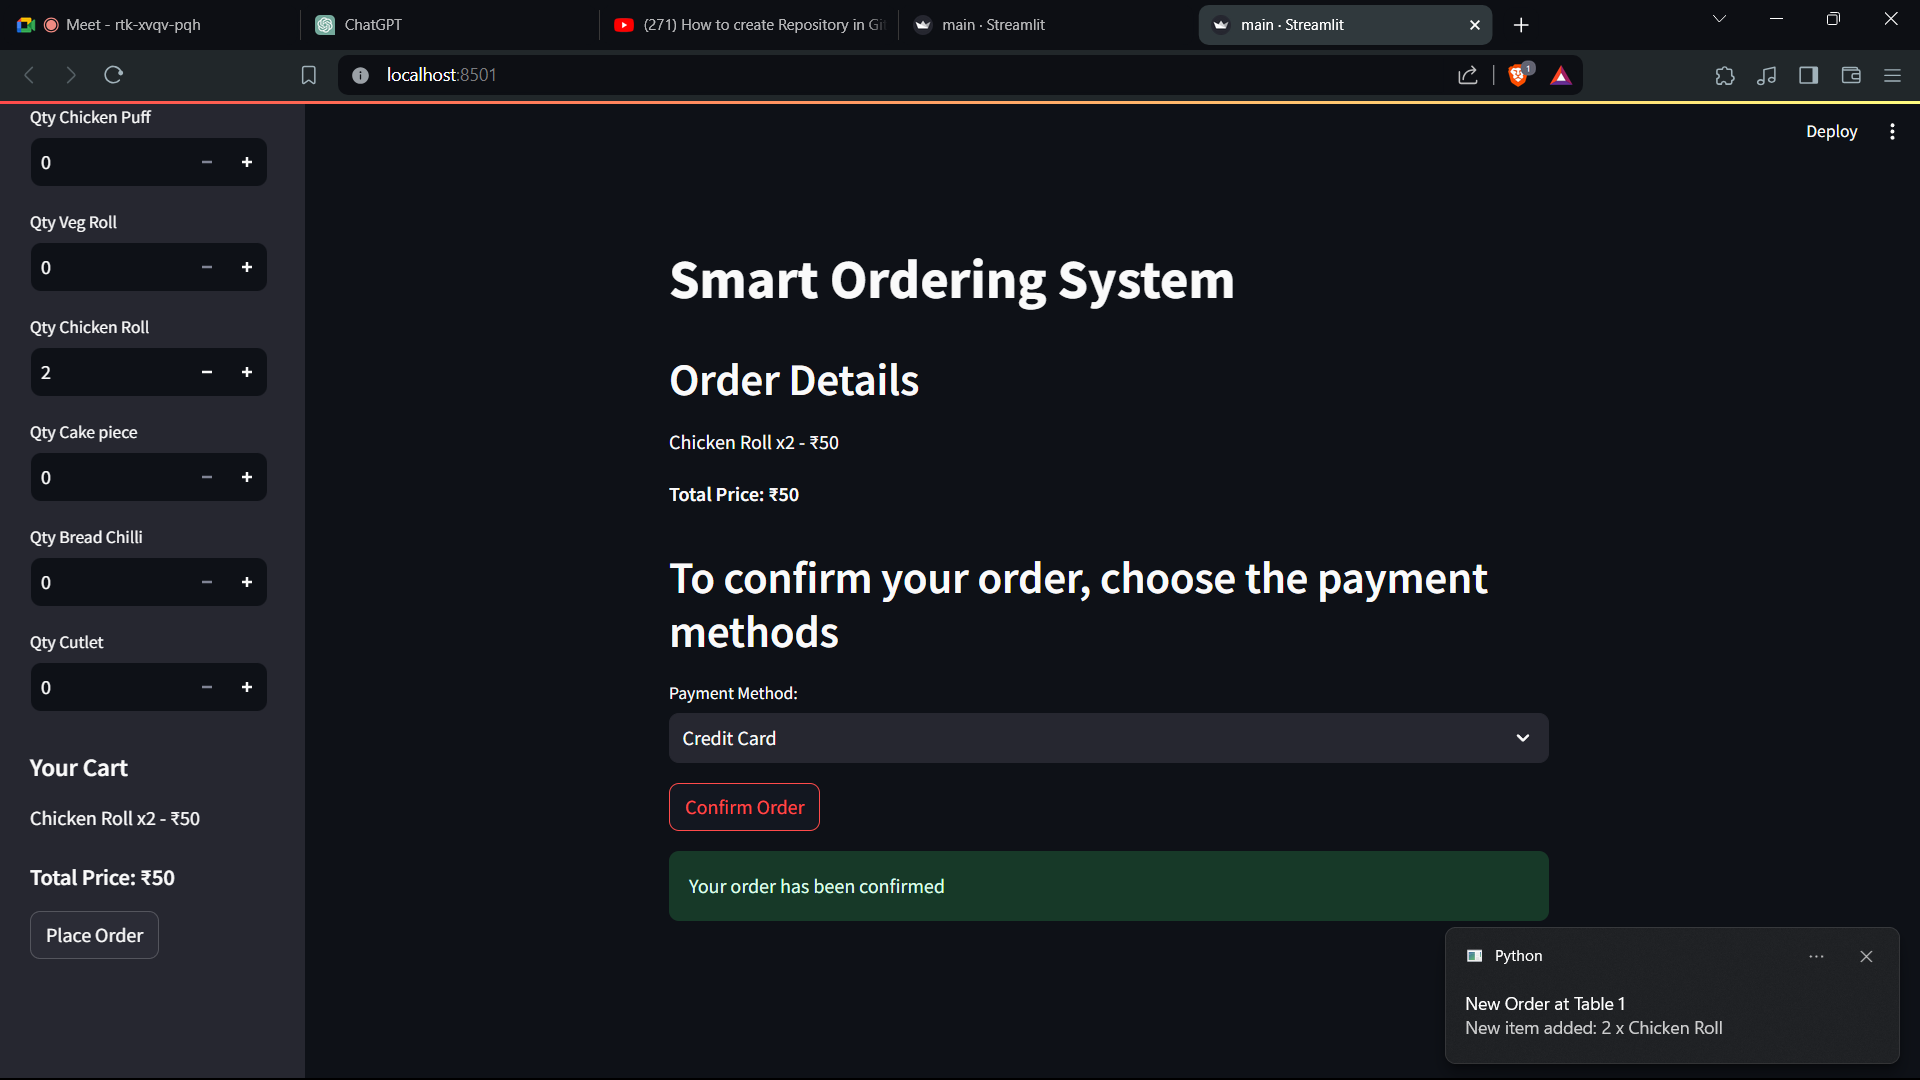 Meet - rtk-xvqv-pqh
ChatGPT
(271) How to create Repository in Gi
main · Streamlit
main · Streamlit
localhost:8501
1
Qty Chicken Puff
0
Qty Veg Roll
0
Qty Chicken Roll
2
Qty Cake piece
0
Qty Bread Chilli
0
Qty Cutlet
0
Your Cart
Chicken Roll x2 - ₹50
Total Price: ₹50
Place Order
Deploy
Smart Ordering System
Order Details
Chicken Roll x2 - ₹50
Total Price: ₹50
To confirm your order, choose the payment
methods
Payment Method:
Credit Card
Confirm Order
Your order has been confirmed
Python
New Order at Table 1
New item added: 2 x Chicken Roll